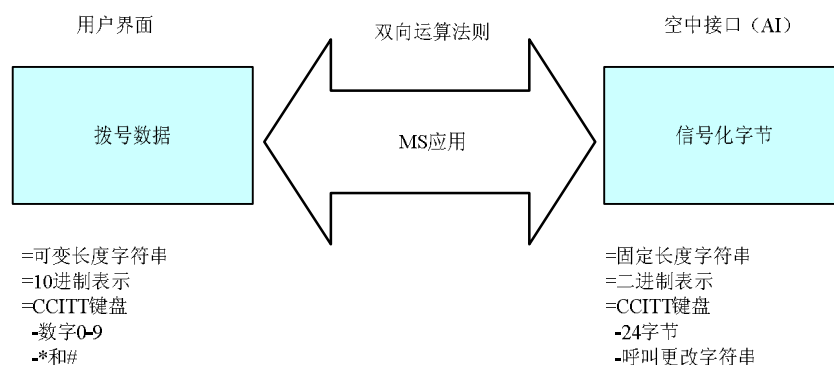 用户界面
双向运算法则
空中接口（AI）
拨号数据
MS应用
信号化字节
=可变长度字符串
=10进制表示
=CCITT键盘
-数字0-9
-*和#
=固定长度字符串
=二进制表示
=CCITT键盘
-24字节
-呼叫更改字符串